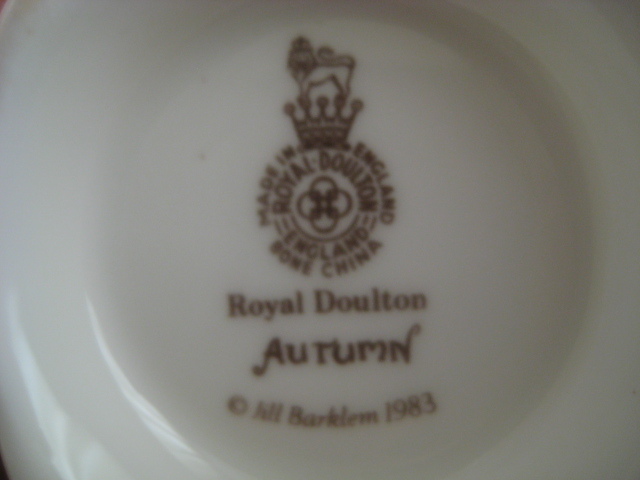 MADE IN ENGLAND
ROYAL·DOULTON
ENGLAND
BONE CHINA
Royal Doulton
AUTUMN
© Jill Barklem 1983